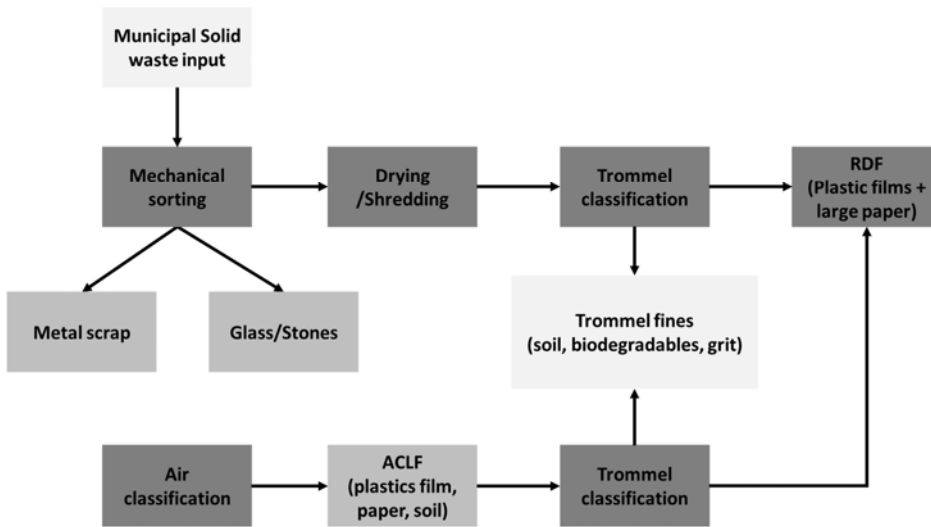 Municipal Solid
waste input
Mechanical
sorting
Drying
/Shredding
Trommel
classification
RDF
(Plastic films +
large paper)
Metal scrap
Glass/Stones
Trommel fines
(soil, biodegradables, grit)
Air
classification
ACLF
(plastics film,
paper, soil)
Trommel
classification